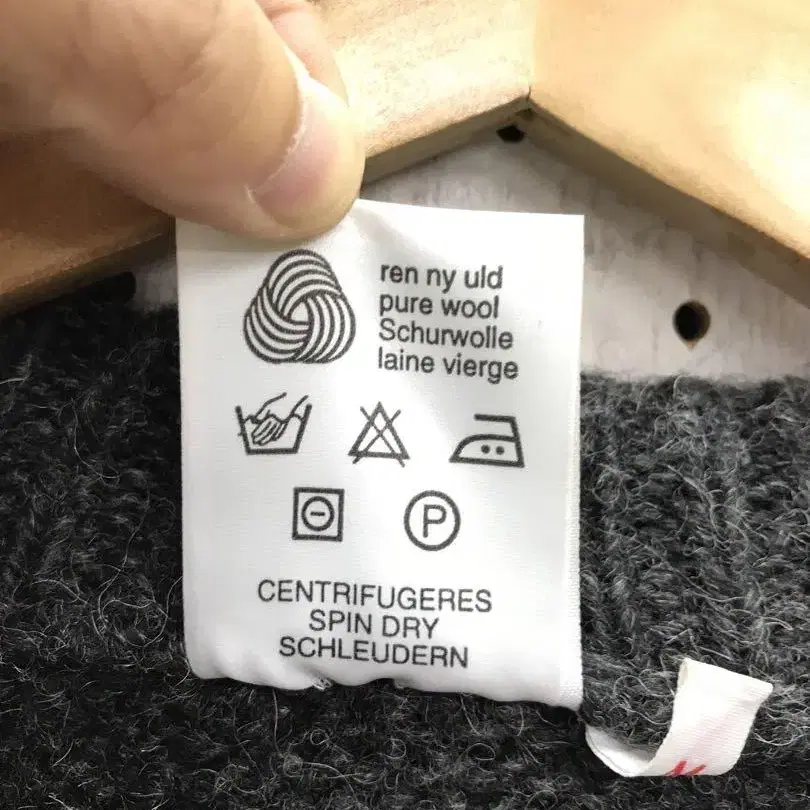 ren ny uld
pure wool
Schurwolle
laine vierge
P
CENTRIFUGERES
SPIN DRY
SCHLEUDERN